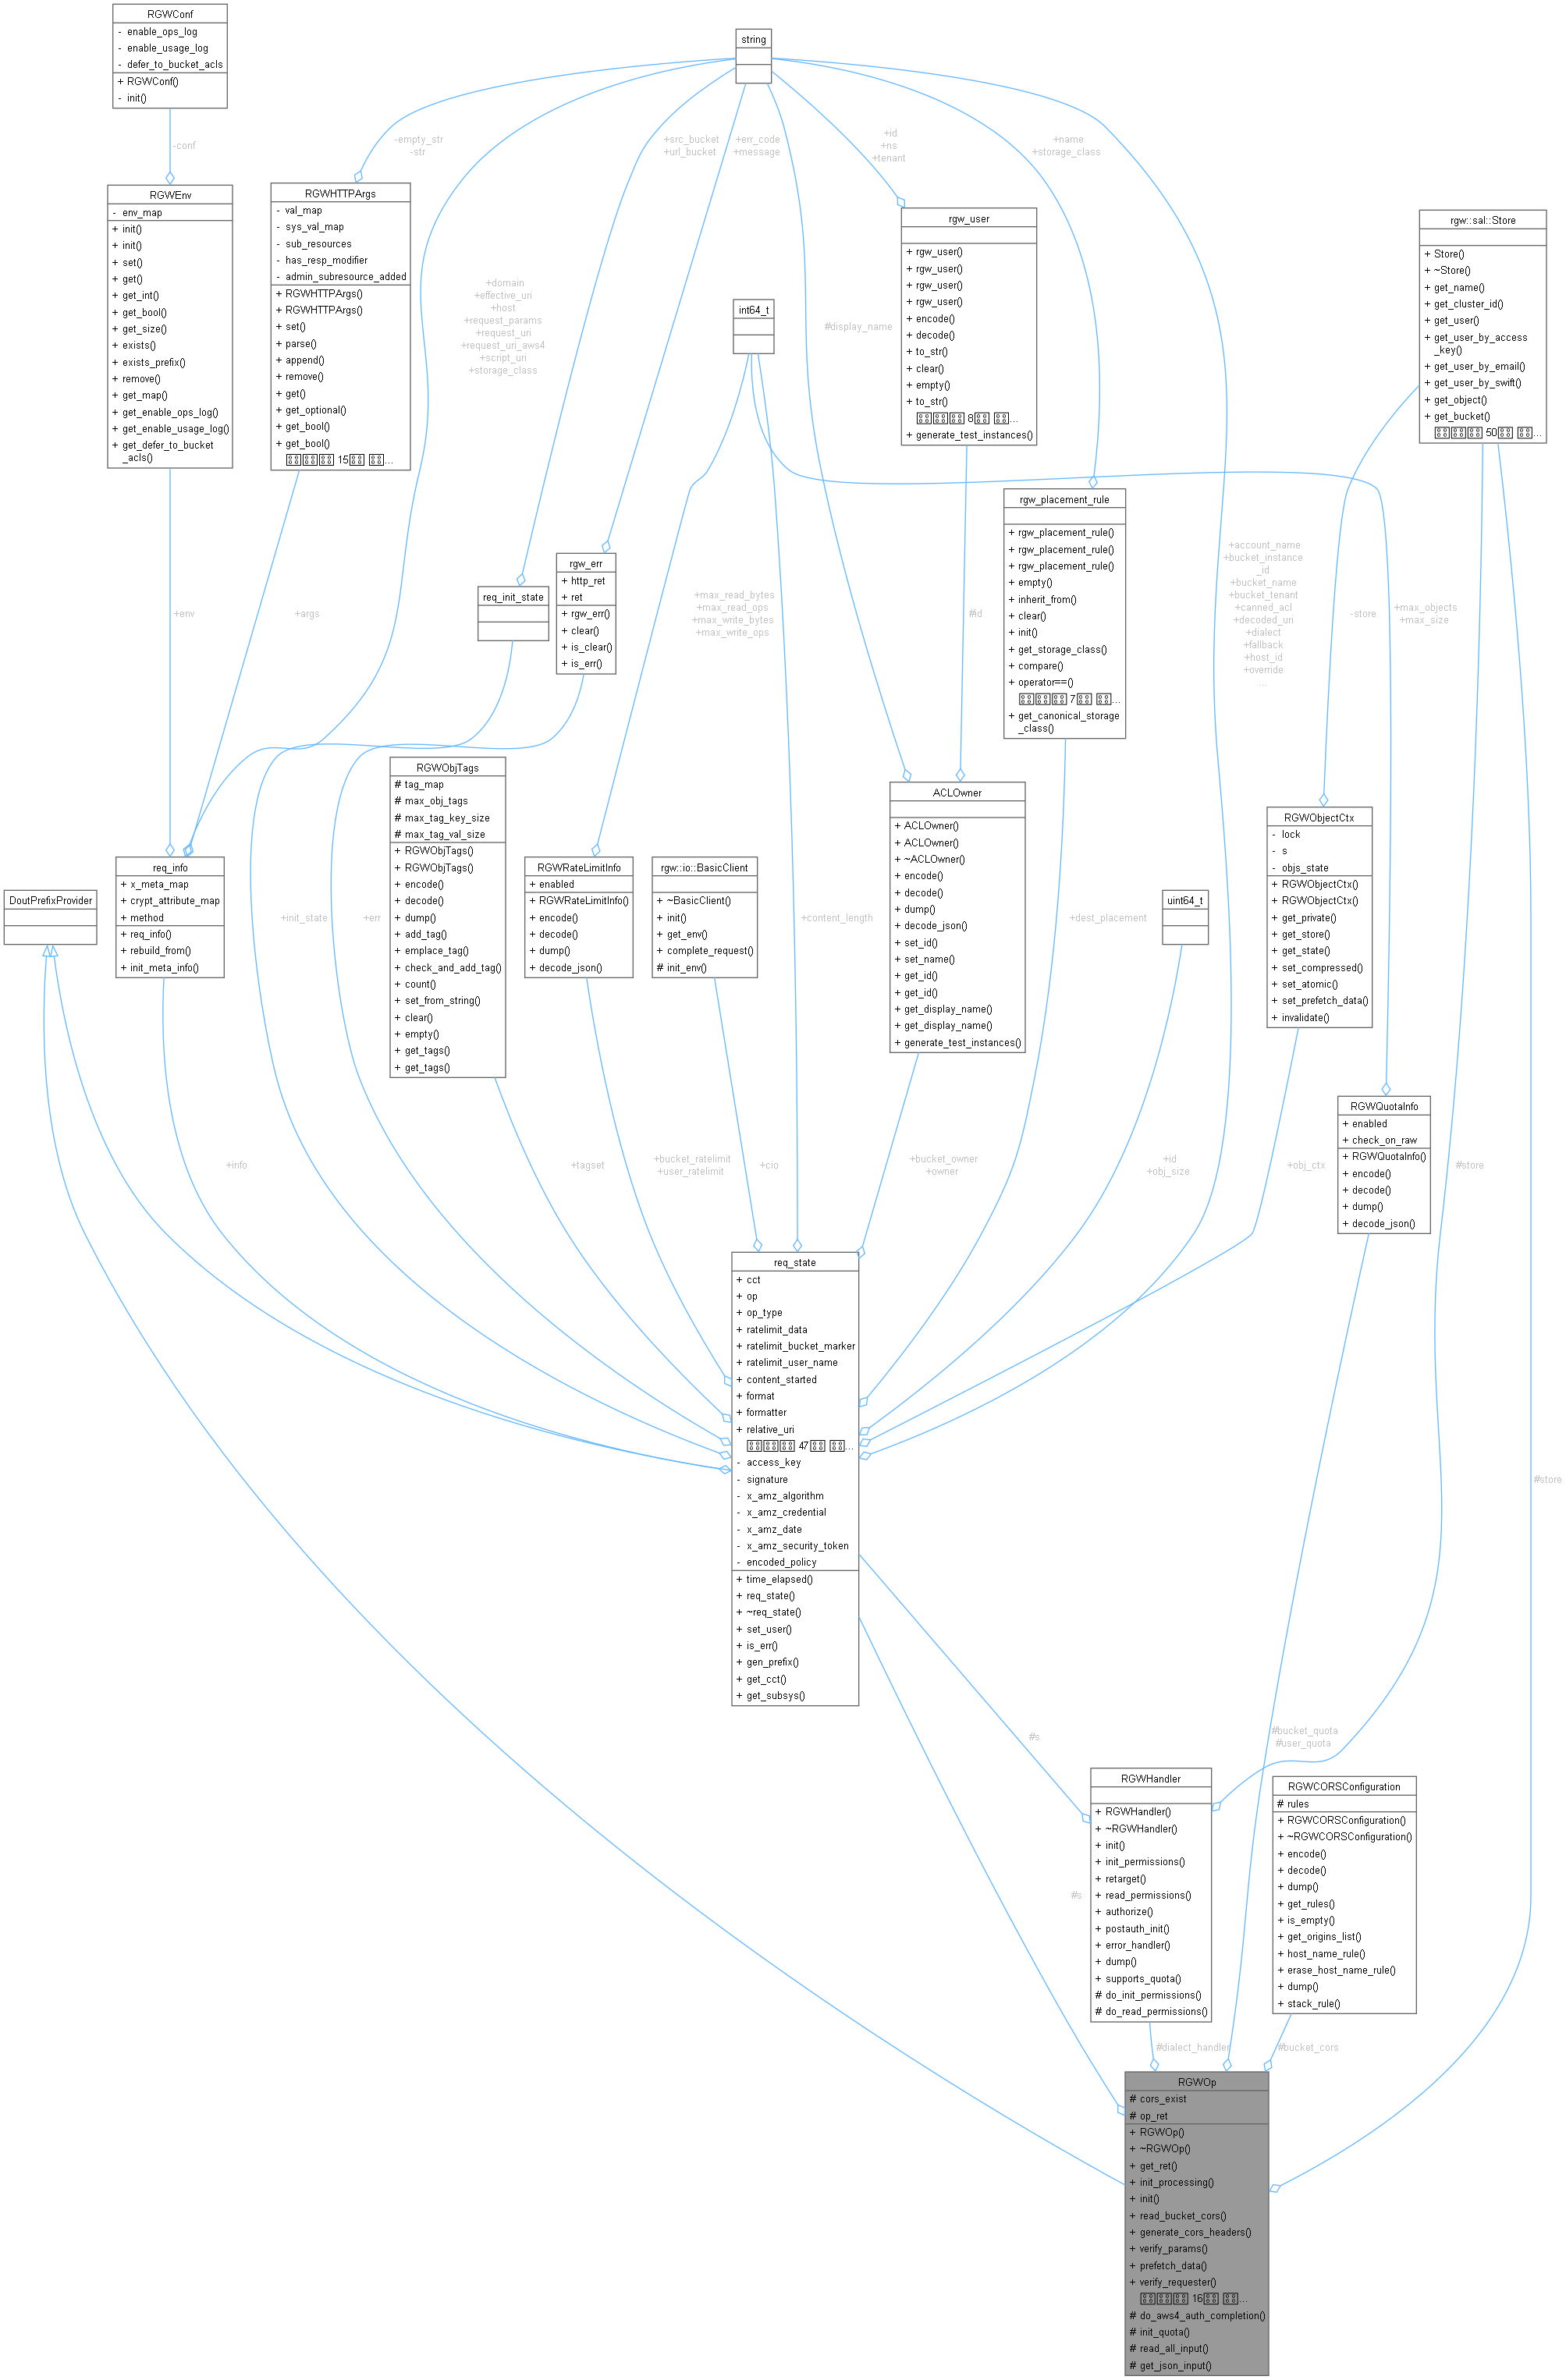 RGWConf
- enable_ops_log
- enable_usage_log
- defer_to_bucket_acls
+ RGWConf()
- init()
string
-conf
-empty_str
-str
+src_bucket
+url_bucket
+err_code
+message
+id
+ns
+tenant
+name
+storage_class
RGWEnv
- env_map
+ init()
+ init()
+ set()
+ get()
+ get_int()
+ get_bool()
+ get_size()
+ exists()
+ exists_prefix()
+ remove()
+ get_map()
+ get_enable_ops_log()
+ get_enable_usage_log()
+ get_defer_to_bucket
_acls()
RGWHTTPArgs
- val_map
- sys_val_map
- sub_resources
- has_resp_modifier
- admin_subresource_added
+ RGWHTTPArgs()
+ RGWHTTPArgs()
+ set()
+ parse()
+ append()
+ remove()
+ get()
+ get_optional()
+ get_bool()
+ get_bool()
15
...
+domain
+effective_uri
+host
+request_params
+request_uri
+request_uri_aws4
+script_uri
+storage_class
int64_t
#display_name
rgw_user
+ rgw_user()
+ rgw_user()
+ rgw_user()
+ rgw_user()
+ encode()
+ decode()
+ to_str()
+ clear()
+ empty()
+ to_str()
8
...
+ generate_test_instances()
rgw::sal::Store
+ Store()
+ ~Store()
+ get_name()
+ get_cluster_id()
+ get_user()
+ get_user_by_access
_key()
+ get_user_by_email()
+ get_user_by_swift()
+ get_object()
+ get_bucket()
50
...
+env
+args
req_init_state
rgw_err
+ http_ret
+ ret
+ rgw_err()
+ clear()
+ is_clear()
+ is_err()
+max_read_bytes
+max_read_ops
+max_write_bytes
+max_write_ops
#id
rgw_placement_rule
+ rgw_placement_rule()
+ rgw_placement_rule()
+ rgw_placement_rule()
+ empty()
+ inherit_from()
+ clear()
+ init()
+ get_storage_class()
+ compare()
+ operator==()
7
...
+ get_canonical_storage
_class()
+account_name
+bucket_instance
_id
+bucket_name
+bucket_tenant
+canned_acl
+decoded_uri
+dialect
+fallback
+host_id
+override
...
-store
+max_objects
+max_size
DoutPrefixProvider
req_info
+ x_meta_map
+ crypt_attribute_map
+ method
+ req_info()
+ rebuild_from()
+ init_meta_info()
+init_state
+err
RGWObjTags
# tag_map
# max_obj_tags
# max_tag_key_size
# max_tag_val_size
+ RGWObjTags()
+ RGWObjTags()
+ encode()
+ decode()
+ dump()
+ add_tag()
+ emplace_tag()
+ check_and_add_tag()
+ count()
+ set_from_string()
+ clear()
+ empty()
+ get_tags()
+ get_tags()
RGWRateLimitInfo
+ enabled
+ RGWRateLimitInfo()
+ encode()
+ decode()
+ dump()
+ decode_json()
rgw::io::BasicClient
+ ~BasicClient()
+ init()
+ get_env()
+ complete_request()
# init_env()
+content_length
ACLOwner
+ ACLOwner()
+ ACLOwner()
+ ~ACLOwner()
+ encode()
+ decode()
+ dump()
+ decode_json()
+ set_id()
+ set_name()
+ get_id()
+ get_id()
+ get_display_name()
+ get_display_name()
+ generate_test_instances()
+dest_placement
uint64_t
RGWObjectCtx
- lock
- s
- objs_state
+ RGWObjectCtx()
+ RGWObjectCtx()
+ get_private()
+ get_store()
+ get_state()
+ set_compressed()
+ set_atomic()
+ set_prefetch_data()
+ invalidate()
RGWQuotaInfo
+ enabled
+ check_on_raw
+ RGWQuotaInfo()
+ encode()
+ decode()
+ dump()
+ decode_json()
+info
+tagset
+bucket_ratelimit
+user_ratelimit
+cio
+bucket_owner
+owner
+id
+obj_size
+obj_ctx
#store
req_state
+ cct
+ op
+ op_type
+ ratelimit_data
+ ratelimit_bucket_marker
+ ratelimit_user_name
+ content_started
+ format
+ formatter
+ relative_uri
47
...
- access_key
- signature
- x_amz_algorithm
- x_amz_credential
- x_amz_date
- x_amz_security_token
- encoded_policy
+ time_elapsed()
+ req_state()
+ ~req_state()
+ set_user()
+ is_err()
+ gen_prefix()
+ get_cct()
+ get_subsys()
#store
#s
#bucket_quota
#user_quota
RGWHandler
+ RGWHandler()
+ ~RGWHandler()
+ init()
+ init_permissions()
+ retarget()
+ read_permissions()
+ authorize()
+ postauth_init()
+ error_handler()
+ dump()
+ supports_quota()
# do_init_permissions()
# do_read_permissions()
#s
RGWCORSConfiguration
# rules
+ RGWCORSConfiguration()
+ ~RGWCORSConfiguration()
+ encode()
+ decode()
+ dump()
+ get_rules()
+ is_empty()
+ get_origins_list()
+ host_name_rule()
+ erase_host_name_rule()
+ dump()
+ stack_rule()
#dialect_handler
#bucket_cors
RGWOp
# cors_exist
# op_ret
+ RGWOp()
+ ~RGWOp()
+ get_ret()
+ init_processing()
+ init()
+ read_bucket_cors()
+ generate_cors_headers()
+ verify_params()
+ prefetch_data()
+ verify_requester()
16
...
# do_aws4_auth_completion()
# init_quota()
# read_all_input()
# get_json_input()